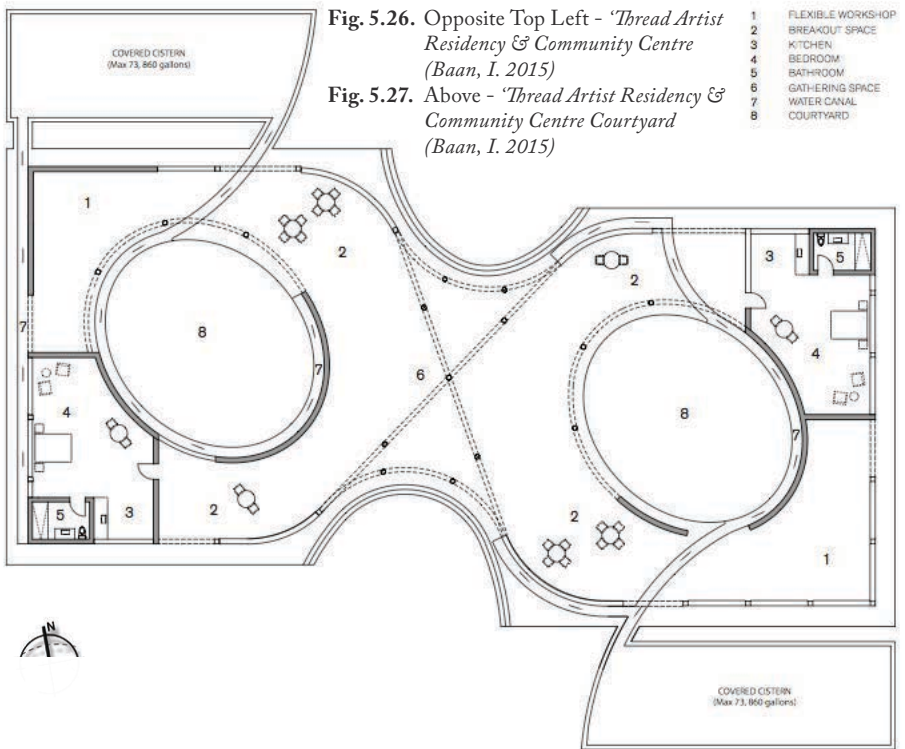 Fig. 5.26. Opposite Top Left - ‘Thread Artist
Residency & Community Centre
(Baan, I. 2015)
Fig. 5.27. Above - ‘Thread Artist Residency &
Community Centre Courtyard
(Baan, I. 2015)
1 FLEXIBLE WORKSHOP
2 BREAKOUT SPACE
3 KITCHEN
4 BEDROOM
5 BATHROOM
6 GATHERING SPACE
7 WATER CANAL
8 COURTYARD
COVERED CISTERN
(Max 73, 860 gallons)
1
2
8
7
7
6
4
5
3
2
2
3
5
4
8
7
2
1
N
COVERED CISTERN
(Max 73, 860 gallons)